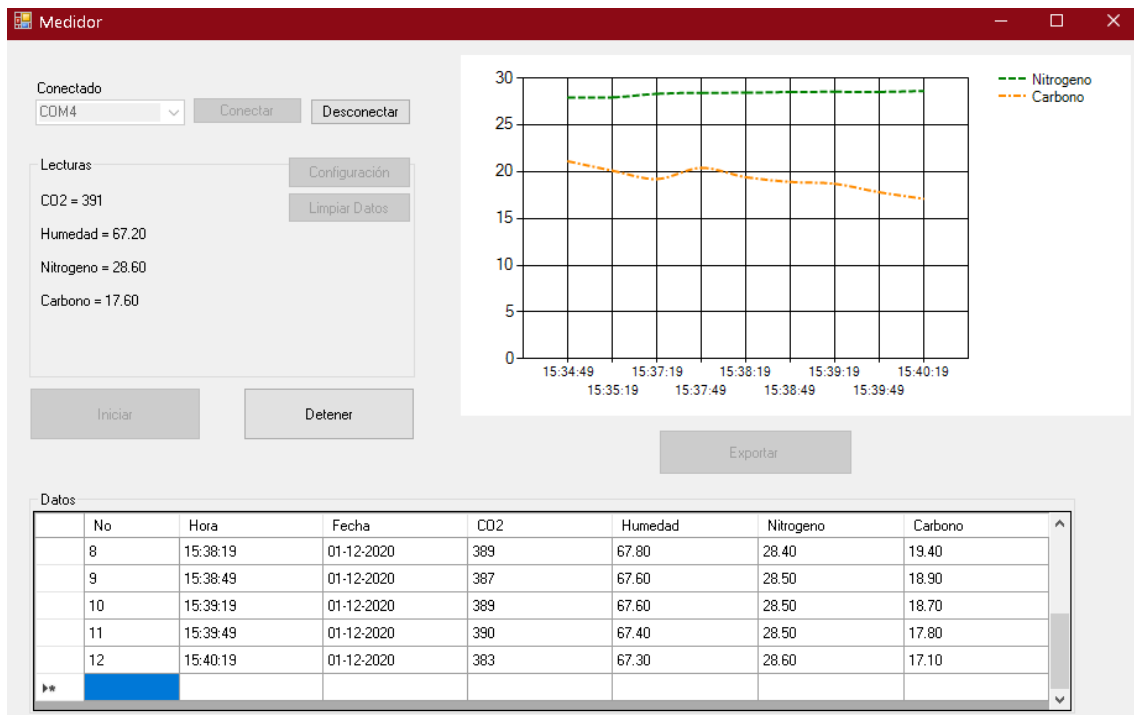 Medidor
Conectado
COM4
Conectar
Desconectar
Lecturas
Configuración
CO2 = 391
Limpiar Datos
Humedad = 67.20
Nitrogeno = 28.60
Carbono = 17.60
Iniciar
Detener
30
25
20
15
10
5
0
15:34:49 15:37:19 15:38:19 15:39:19 15:40:19
15:35:19 15:37:49 15:38:49 15:39:49
Nitrogeno
Carbono
Exportar
Datos
No Hora Fecha CO2 Humedad Nitrogeno Carbono
8 15:38:19 01-12-2020 389 67.80 28.40 19.40
9 15:38:49 01-12-2020 387 67.60 28.50 18.90
10 15:39:19 01-12-2020 389 67.60 28.50 18.70
11 15:39:49 01-12-2020 390 67.40 28.50 17.80
12 15:40:19 01-12-2020 383 67.30 28.60 17.10